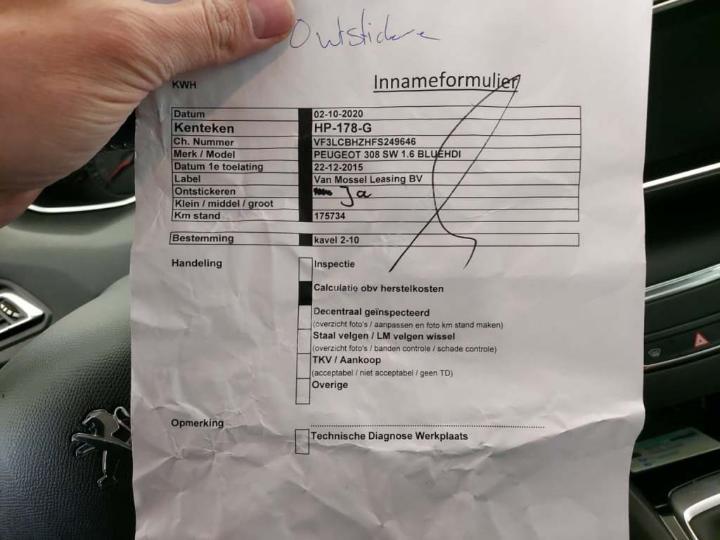 Outstickere
KWH Innameformulier
Datum 02-10-2020
Kenteken HP-178-G
Ch. Nummer VF3LCBHZHFS249646
Merk / Model PEUGEOT 308 SW 1.6 BLUEHDI
Datum 1e toelating 22-12-2015
Label Van Mossel Leasing BV
Ontstickeren Ja
Klein / middel / groot
Km stand 175734
Bestemming kavel 2-10
Handeling Inspectie
Calculatie obv herstelkosten
Decentraal geïnspecteerd
(overzicht foto's / aanpassen en foto km stand maken)
Staal velgen / LM velgen wissel
(overzicht foto's / banden controle / schade controle)
TKV / Aankoop
(acceptabel / niet acceptabel / geen TD)
Overige
Opmerking
Technische Diagnose Werkplaats